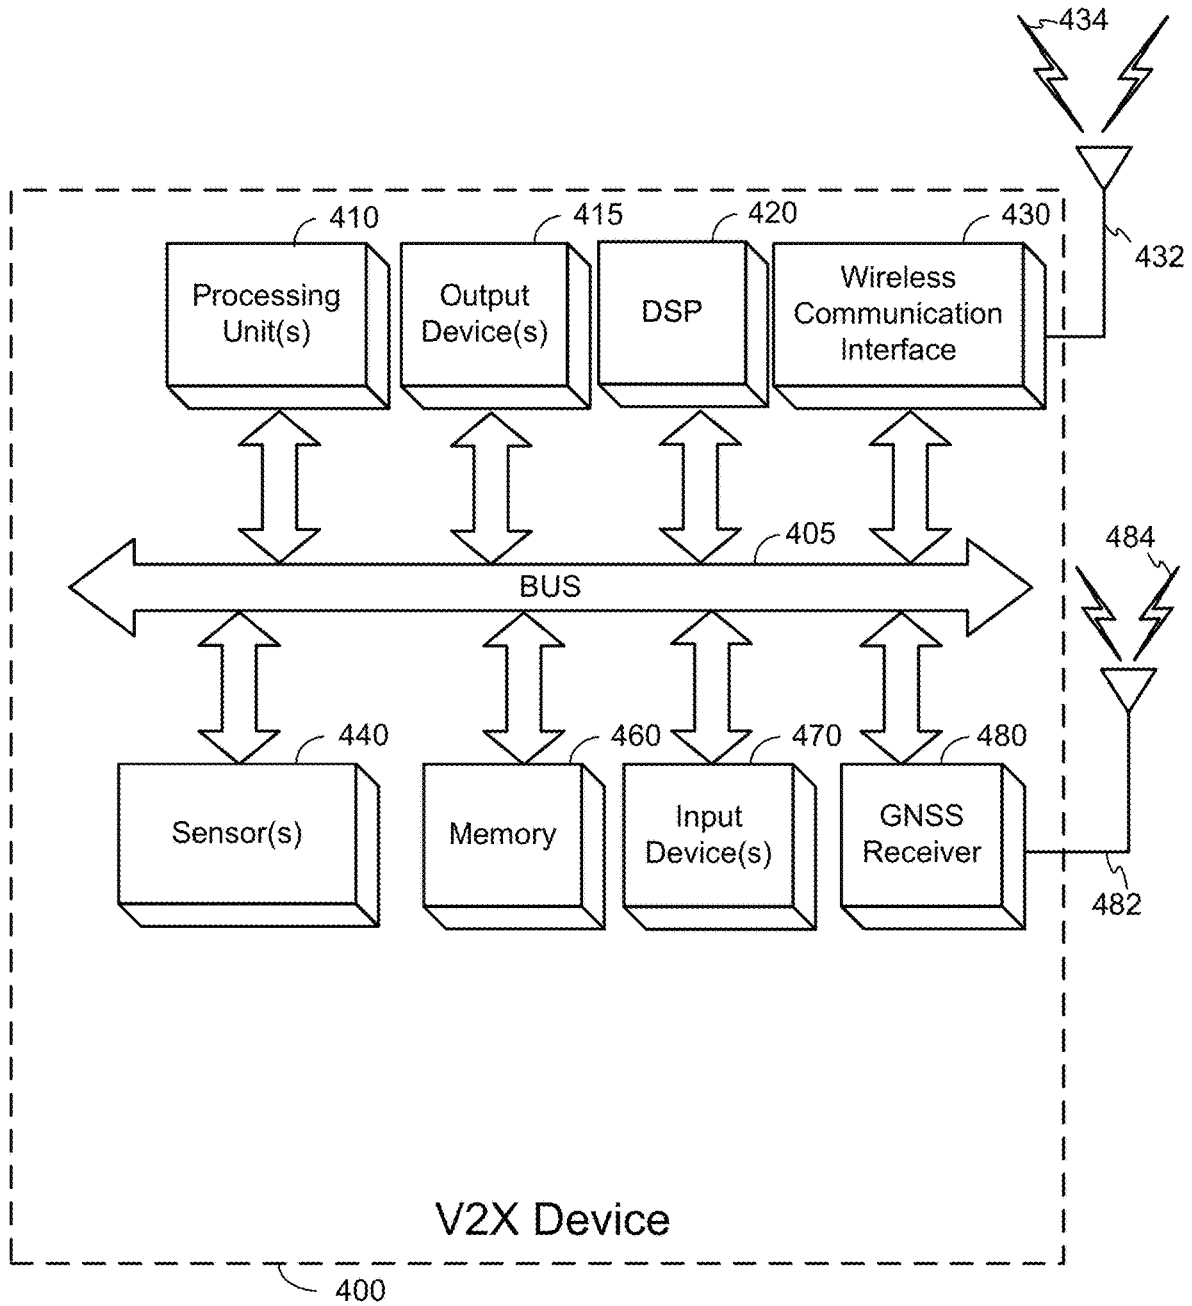 434
432
410
415
420
430
Processing
Unit(s)
Output
Device(s)
DSP
Wireless
Communication
Interface
405
BUS
484
440
460
470
480
Sensor(s)
Memory
Input
Device(s)
GNSS
Receiver
482
V2X Device
400